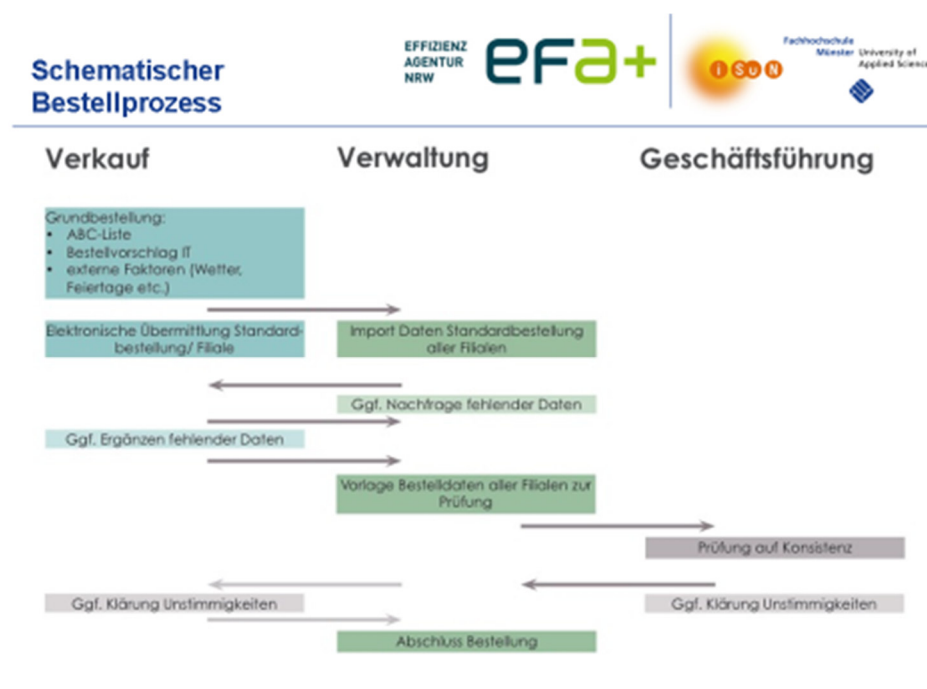 Schematischer
Bestellprozess
EFFIZIENZ
AGENTUR
NRW
efa+
iSuN
Fachhochschule
Münster University of
Applied Science
Verkauf
Verwaltung
Geschäftsführung
Grundbestellung:
• ABC-Liste
• Bestellvorschlag IT
• externe Faktoren (Wetter,
Feiertage etc.)
Elektronische Übermittlung Standard-
bestellung/ Filiale
Import Daten Standardbestellung
aller Filialen
Ggf. Nachfrage fehlender Daten
Ggf. Ergänzen fehlender Daten
Vorlage Bestelldaten aller Filialen zur
Prüfung
Prüfung auf Konsistenz
Ggf. Klärung Unstimmigkeiten
Ggf. Klärung Unstimmigkeiten
Abschluss Bestellung